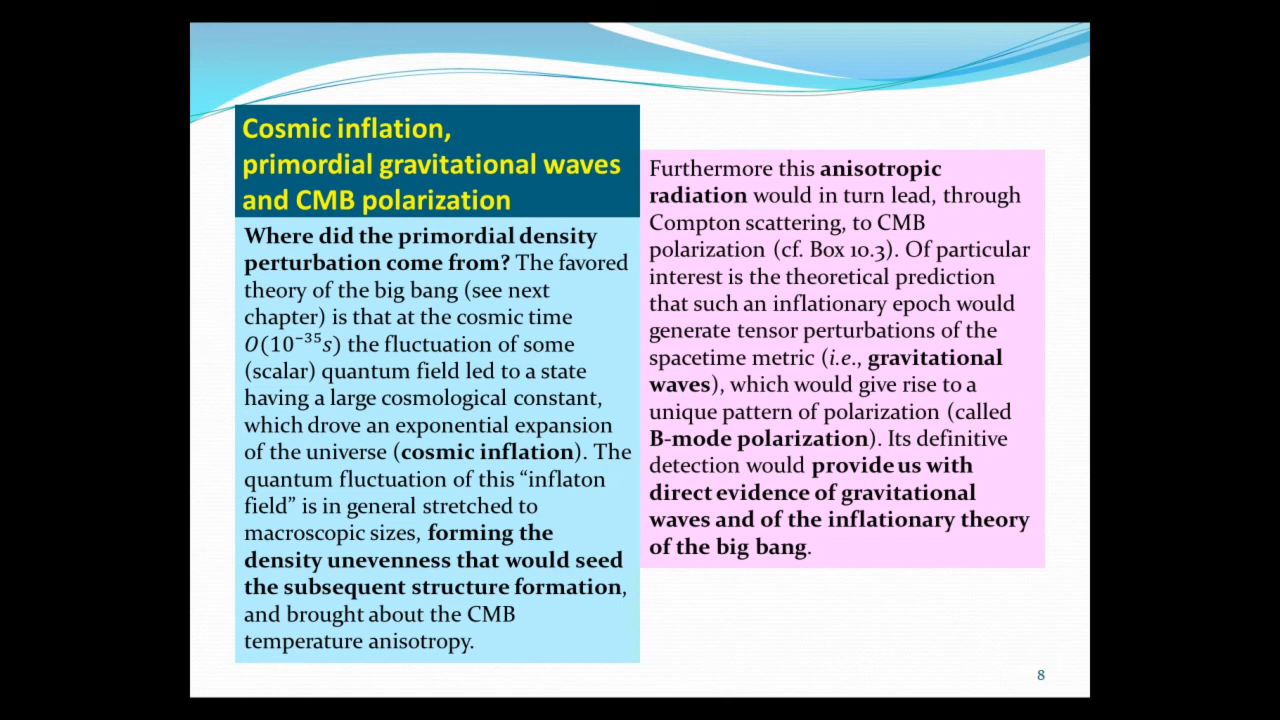 Cosmic inflation,
primordial gravitational waves
and CMB polarization
Where did the primordial density
perturbation come from? The favored
theory of the big bang (see next
chapter) is that at the cosmic time
𝑂(10⁻³⁵𝑠) the fluctuation of some
(scalar) quantum field led to a state
having a large cosmological constant,
which drove an exponential expansion
of the universe (cosmic inflation). The
quantum fluctuation of this “inflaton
field” is in general stretched to
macroscopic sizes, forming the
density unevenness that would seed
the subsequent structure formation,
and brought about the CMB
temperature anisotropy.
Furthermore this anisotropic
radiation would in turn lead, through
Compton scattering, to CMB
polarization (cf. Box 10.3). Of particular
interest is the theoretical prediction
that such an inflationary epoch would
generate tensor perturbations of the
spacetime metric (i.e., gravitational
waves), which would give rise to a
unique pattern of polarization (called
B-mode polarization). Its definitive
detection would provide us with
direct evidence of gravitational
waves and of the inflationary theory
of the big bang.
8